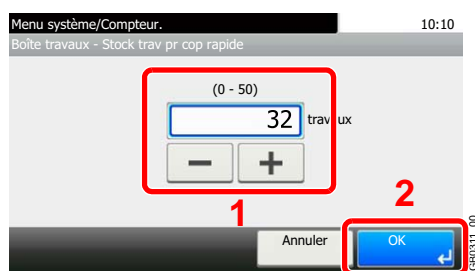 Menu système/Compteur. 10:10
Boîte travaux - Stock trav pr cop rapide
(0 - 50)
32 travaux
1
2
Annuler OK
GB0311_00